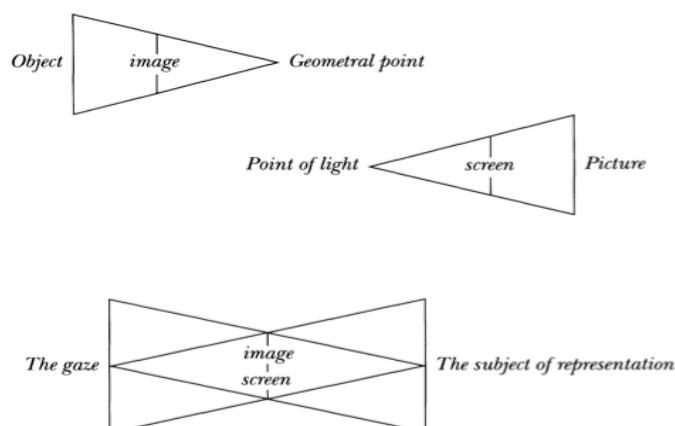 Object image Geometral point
Point of light screen Picture
image
The gaze The subject of representation
screen